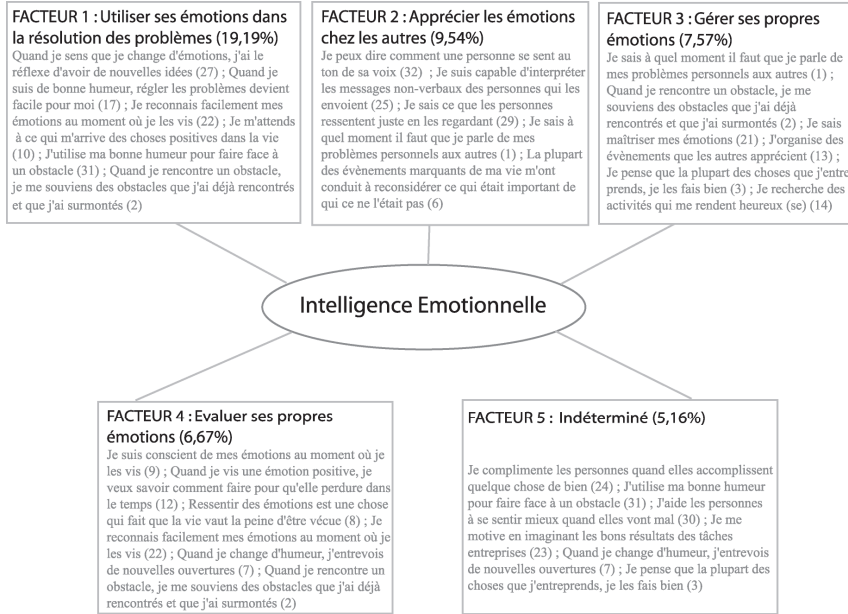 FACTEUR 1 : Utiliser ses émotions dans
la résolution des problèmes (19,19%)
Quand je sens que je change d'émotions, j'ai le
réflexe d'avoir de nouvelles idées (27) ; Quand je
suis de bonne humeur, régler les problèmes devient
facile pour moi (17) ; Je reconnais facilement mes
émotions au moment où je les vis (22) ; Je m'attends
à ce qui m'arrive des choses positives dans la vie
(10) ; J'utilise ma bonne humeur pour faire face à
un obstacle (31) ; Quand je rencontre un obstacle,
je me souviens des obstacles que j'ai déjà rencontrés
et que j'ai surmontés (2)
FACTEUR 2 : Apprécier les émotions
chez les autres (9,54%)
Je peux dire comment une personne se sent au
ton de sa voix (32) ; Je suis capable d'interpréter
les messages non-verbaux des personnes qui les
envoient (25) ; Je sais ce que les personnes
ressentent juste en les regardant (29) ; Je sais à
quel moment il faut que je parle de mes
problèmes personnels aux autres (1) ; La plupart
des évènements marquants de ma vie m'ont
conduit à reconsidérer ce qui était important de
qui ce ne l'était pas (6)
FACTEUR 3 : Gérer ses propres
émotions (7,57%)
Je sais à quel moment il faut que je parle de
mes problèmes personnels aux autres (1) ;
Quand je rencontre un obstacle, je me
souviens des obstacles que j'ai déjà
rencontrés et que j'ai surmontés (2) ; Je sais
maîtriser mes émotions (21) ; J'organise des
évènements que les autres apprécient (13) ;
Je pense que la plupart des choses que j'entre
prends, je les fais bien (3) ; Je recherche des
activités qui me rendent heureux (se) (14)
Intelligence Emotionnelle
FACTEUR 4 : Evaluer ses propres
émotions (6,67%)
Je suis conscient de mes émotions au moment où je
les vis (9) ; Quand je vis une émotion positive, je
veux savoir comment faire pour qu'elle perdure dans
le temps (12) ; Ressentir des émotions est une chose
qui fait que la vie vaut la peine d'être vécue (8) ; Je
reconnais facilement mes émotions au moment où je
les vis (22) ; Quand je change d'humeur, j'entrevois
de nouvelles ouvertures (7) ; Quand je rencontre un
obstacle, je me souviens des obstacles que j'ai déjà
rencontrés et que j'ai surmontés (2)
FACTEUR 5 : Indéterminé (5,16%)
Je complimente les personnes quand elles accomplissent
quelque chose de bien (24) ; J'utilise ma bonne humeur
pour faire face à un obstacle (31) ; J'aide les personnes
à se sentir mieux quand elles vont mal (30) ; Je me
motive en imaginant les bons résultats des tâches
entreprises (23) ; Quand je change d'humeur, j'entrevois
de nouvelles ouvertures (7) ; Je pense que la plupart des
choses que j'entreprends, je les fais bien (3)